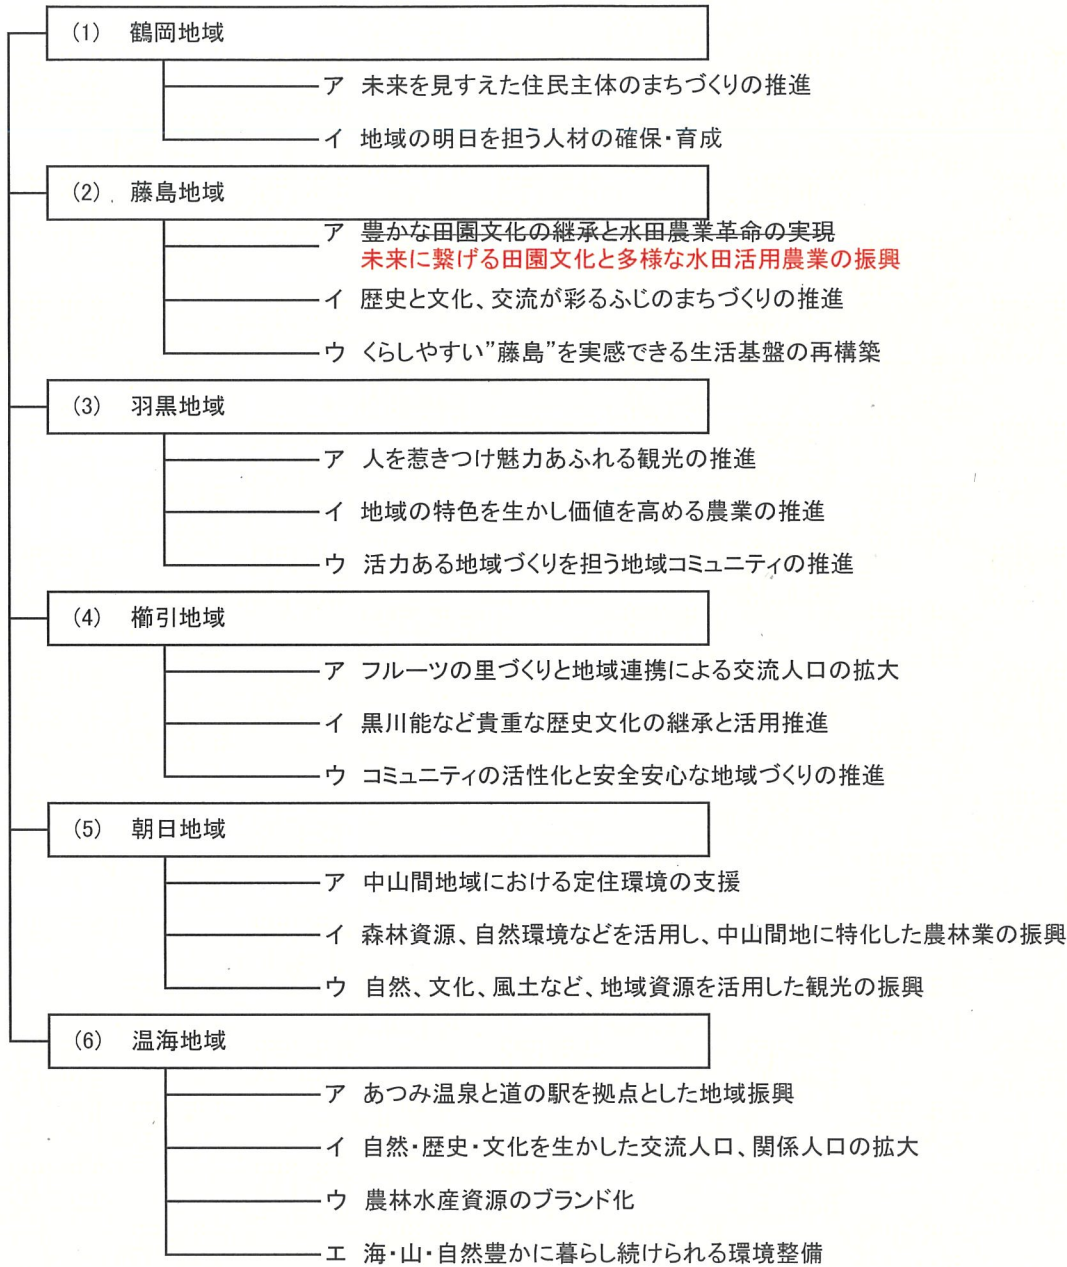 (1) 鶴岡地域
ア 未来を見すえた住民主体のまちづくりの推進
イ 地域の明日を担う人材の確保・育成
(2) 藤島地域
ア 豊かな田園文化の継承と水田農業革命の実現
未来に繋げる田園文化と多様な水田活用農業の振興
イ 歴史と文化、交流が彩るふじのまちづくりの推進
ウ くらしやすい”藤島”を実感できる生活基盤の再構築
(3) 羽黒地域
ア 人を惹きつけ魅力あふれる観光の推進
イ 地域の特色を生かし価値を高める農業の推進
ウ 活力ある地域づくりを担う地域コミュニティの推進
(4) 櫛引地域
ア フルーツの里づくりと地域連携による交流人口の拡大
イ 黒川能など貴重な歴史文化の継承と活用推進
ウ コミュニティの活性化と安全安心な地域づくりの推進
(5) 朝日地域
ア 中山間地域における定住環境の支援
イ 森林資源、自然環境などを活用し、中山間地に特化した農林業の振興
ウ 自然、文化、風土など、地域資源を活用した観光の振興
(6) 温海地域
ア あつみ温泉と道の駅を拠点とした地域振興
イ 自然・歴史・文化を生かした交流人口、関係人口の拡大
ウ 農林水産資源のブランド化
エ 海・山・自然豊かに暮らし続けられる環境整備